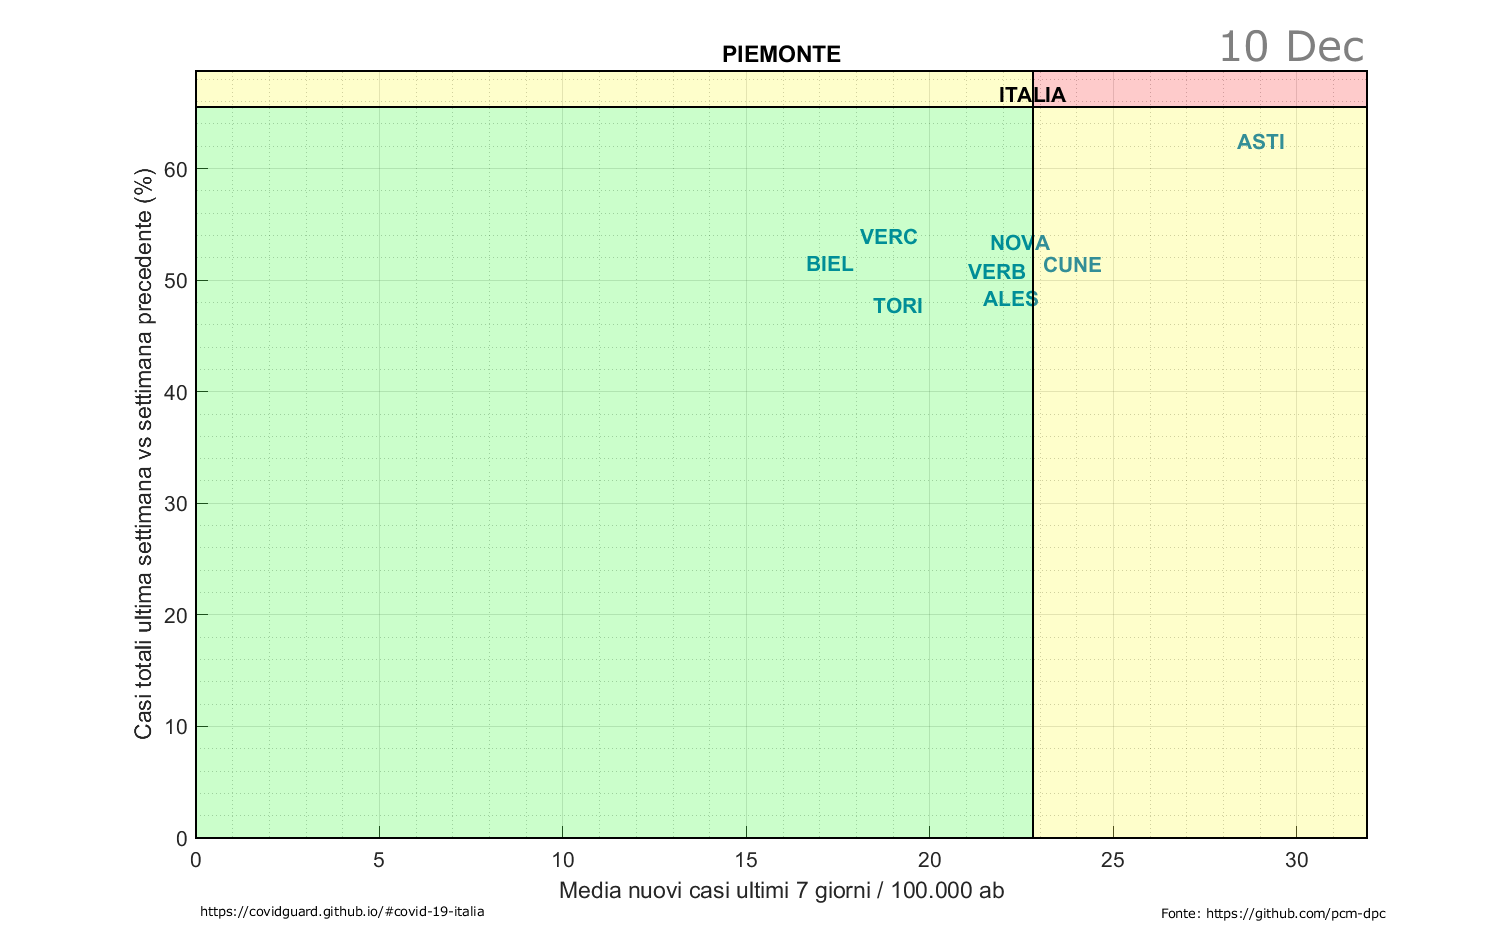 10 Dec
PIEMONTE
ITALIA
ASTI
VERC
NOVA
BIEL
CUNE
VERB
ALES
TORI
Casi totali ultima settimana vs settimana precedente (%)
60
50
40
30
20
10
0
0 5 10 15 20 25 30
Media nuovi casi ultimi 7 giorni / 100.000 ab
https://covidguard.github.io/#covid-19-italia
Fonte: https://github.com/pcm-dpc